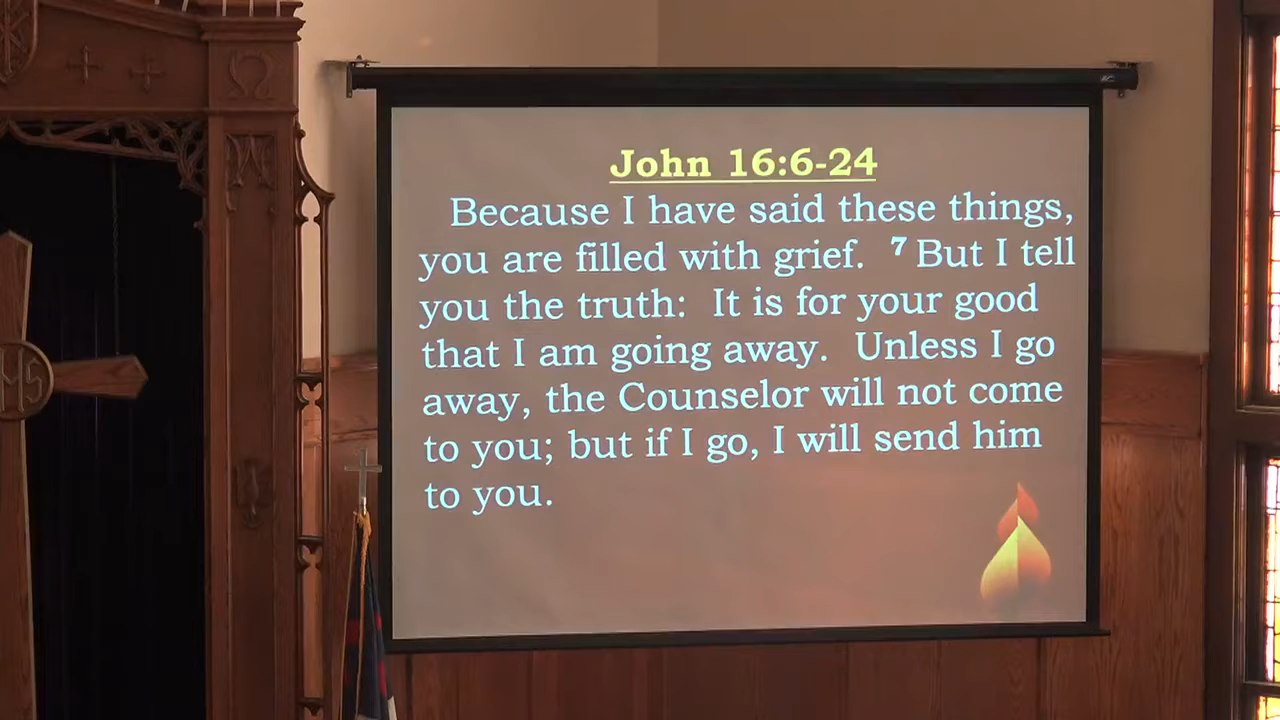 John 16:6-24
Because I have said these things,
you are filled with grief. 7 But I tell
you the truth: It is for your good
that I am going away. Unless I go
away, the Counselor will not come
to you; but if I go, I will send him
to you.
IHS
Ω